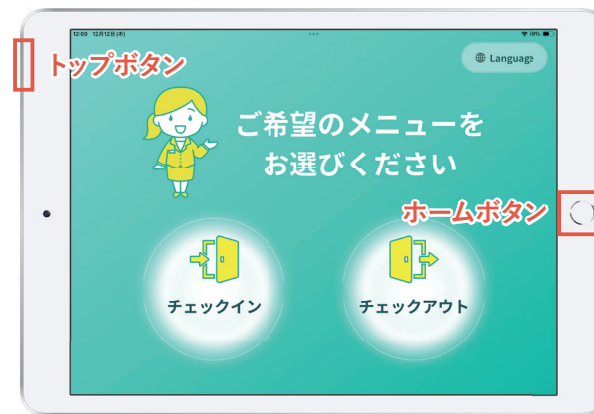 12:09 12月12日(木)
トップボタン
Language
ご希望のメニューを
お選びください
ホームボタン
チェックイン
チェックアウト